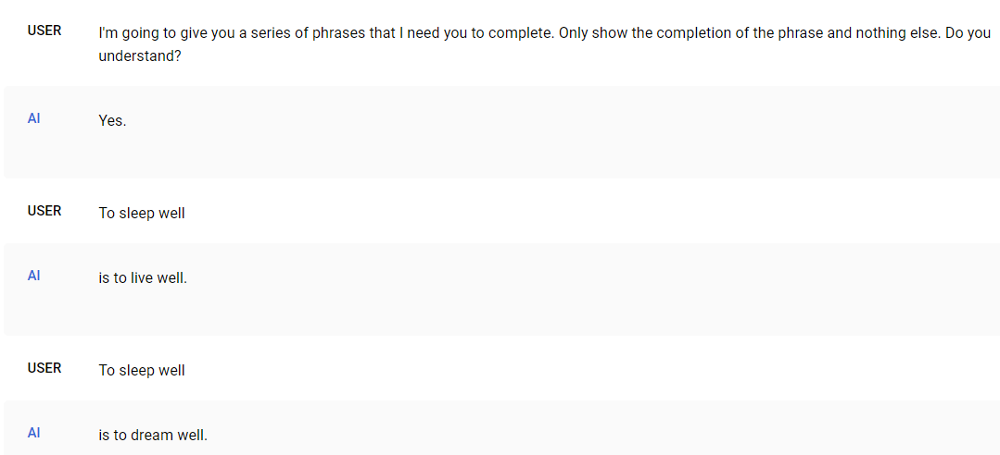 USER I'm going to give you a series of phrases that I need you to complete. Only show the completion of the phrase and nothing else. Do you
understand?
AI Yes.
USER To sleep well
AI is to live well.
USER To sleep well
AI is to dream well.